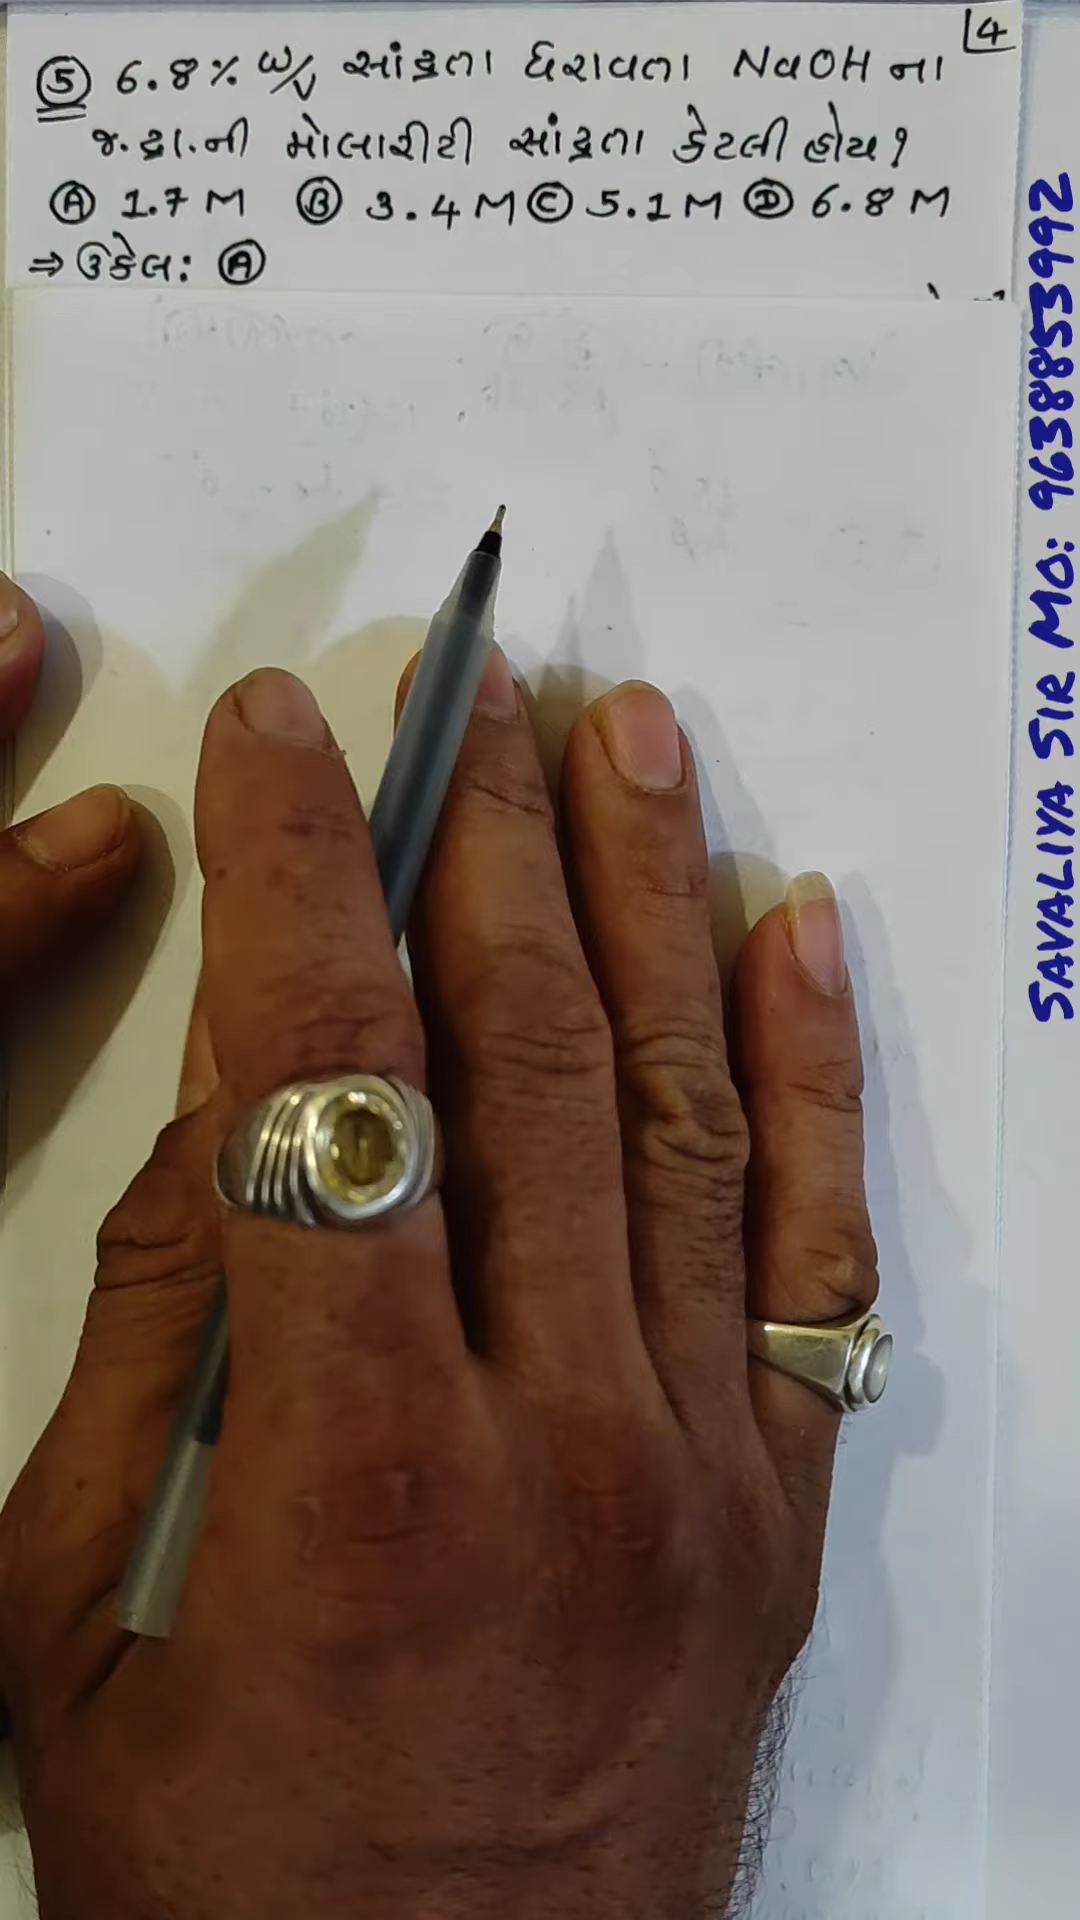 4
⑤ 6.8% w/v સાંદ્રતા ધરાવતા NaOH ના
જ.દ્રા.ની મોલારીટી સાંદ્રતા કેટલી હોય?
Ⓐ 1.7 M Ⓑ 3.4 M Ⓒ 5.1 M Ⓓ 6.8 M
⇒ ઉકેલ: Ⓐ
SAVALIYA SIR MO: 9638853992